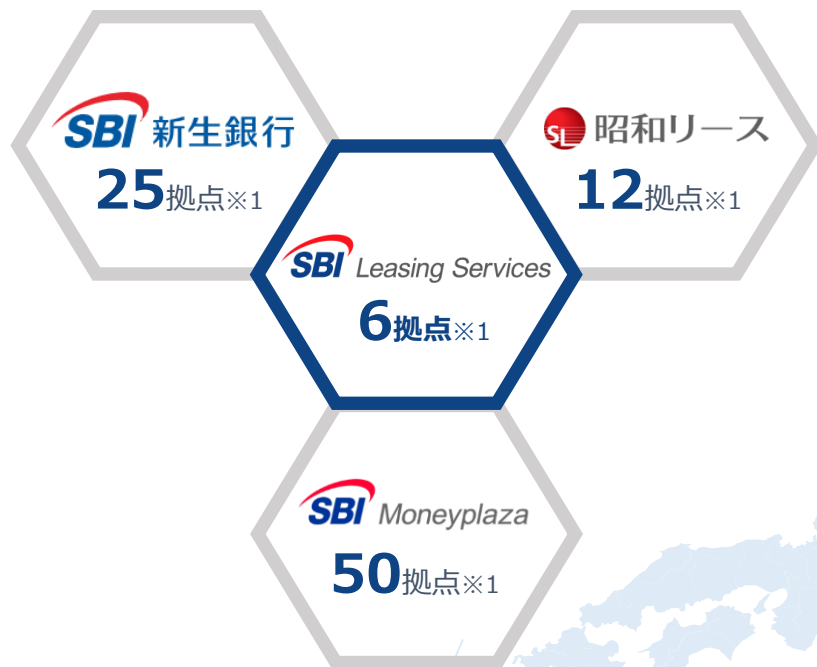 SBI 新生銀行
25拠点※1
SL 昭和リース
12拠点※1
SBI Leasing Services
6拠点※1
SBI Moneyplaza
50拠点※1